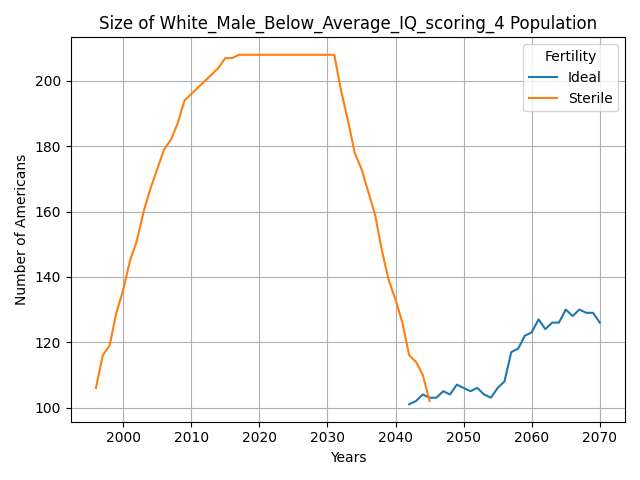 Size of White_Male_Below_Average_IQ_scoring_4 Population
Fertility
Ideal
Sterile
Number of Americans
200
180
160
140
120
100
2000 2010 2020 2030 2040 2050 2060 2070
Years